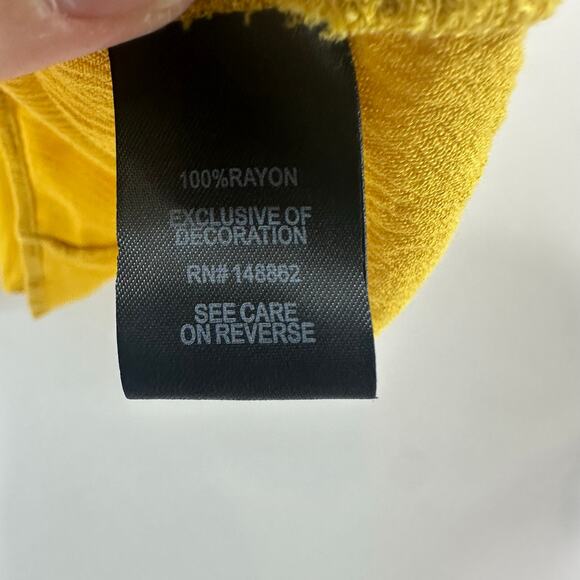 100%RAYON
EXCLUSIVE OF
DECORATION
RN# 148862
SEE CARE
ON REVERSE